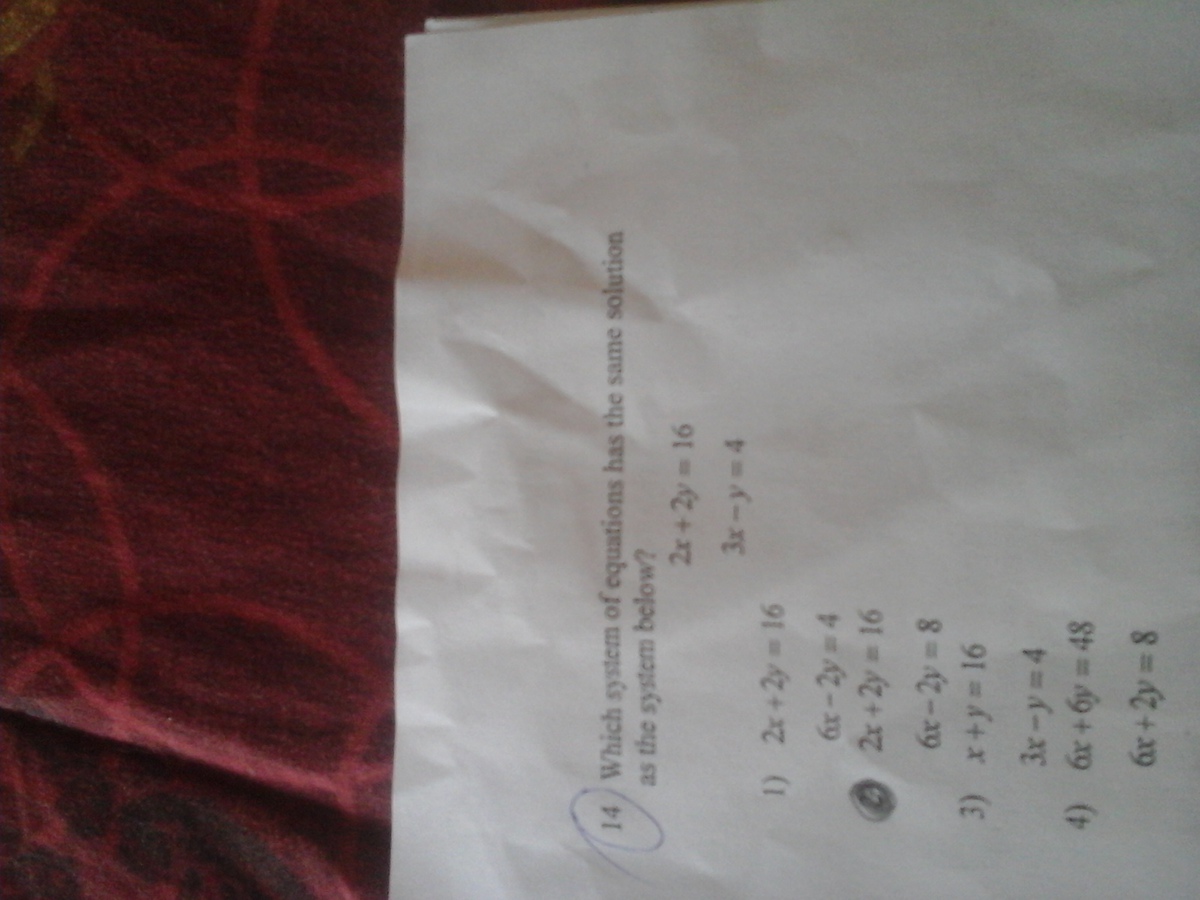 14 Which system of equations has the same solution
as the system below?
2x + 2y = 16
3x − y = 4
1) 2x + 2y = 16
6x − 2y = 4
2x + 2y = 16
6x − 2y = 8
3) x + y = 16
3x − y = 4
4) 6x + 6y = 48
6x + 2y = 8